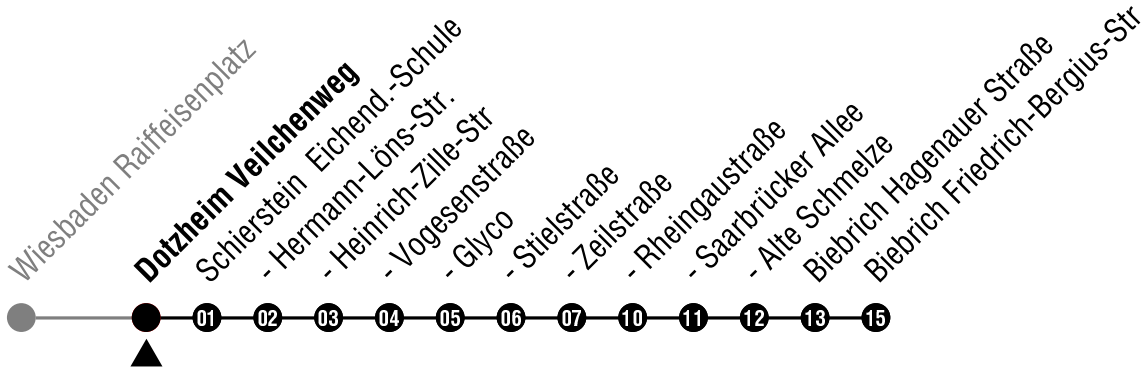 Wiesbaden Raiffeisenplatz
Dotzheim Veilchenweg
Schierstein Eichend.-Schule
- Hermann-Löns-Str.
- Heinrich-Zille-Str
- Vogesenstraße
- Glyco
- Stielstraße
- Zeilstraße
- Rheingaustraße
- Saarbrücker Allee
- Alte Schmelze
Biebrich Hagenauer Straße
Biebrich Friedrich-Bergius-Str
01 02 03 04 05 06 07 10 11 12 13 15